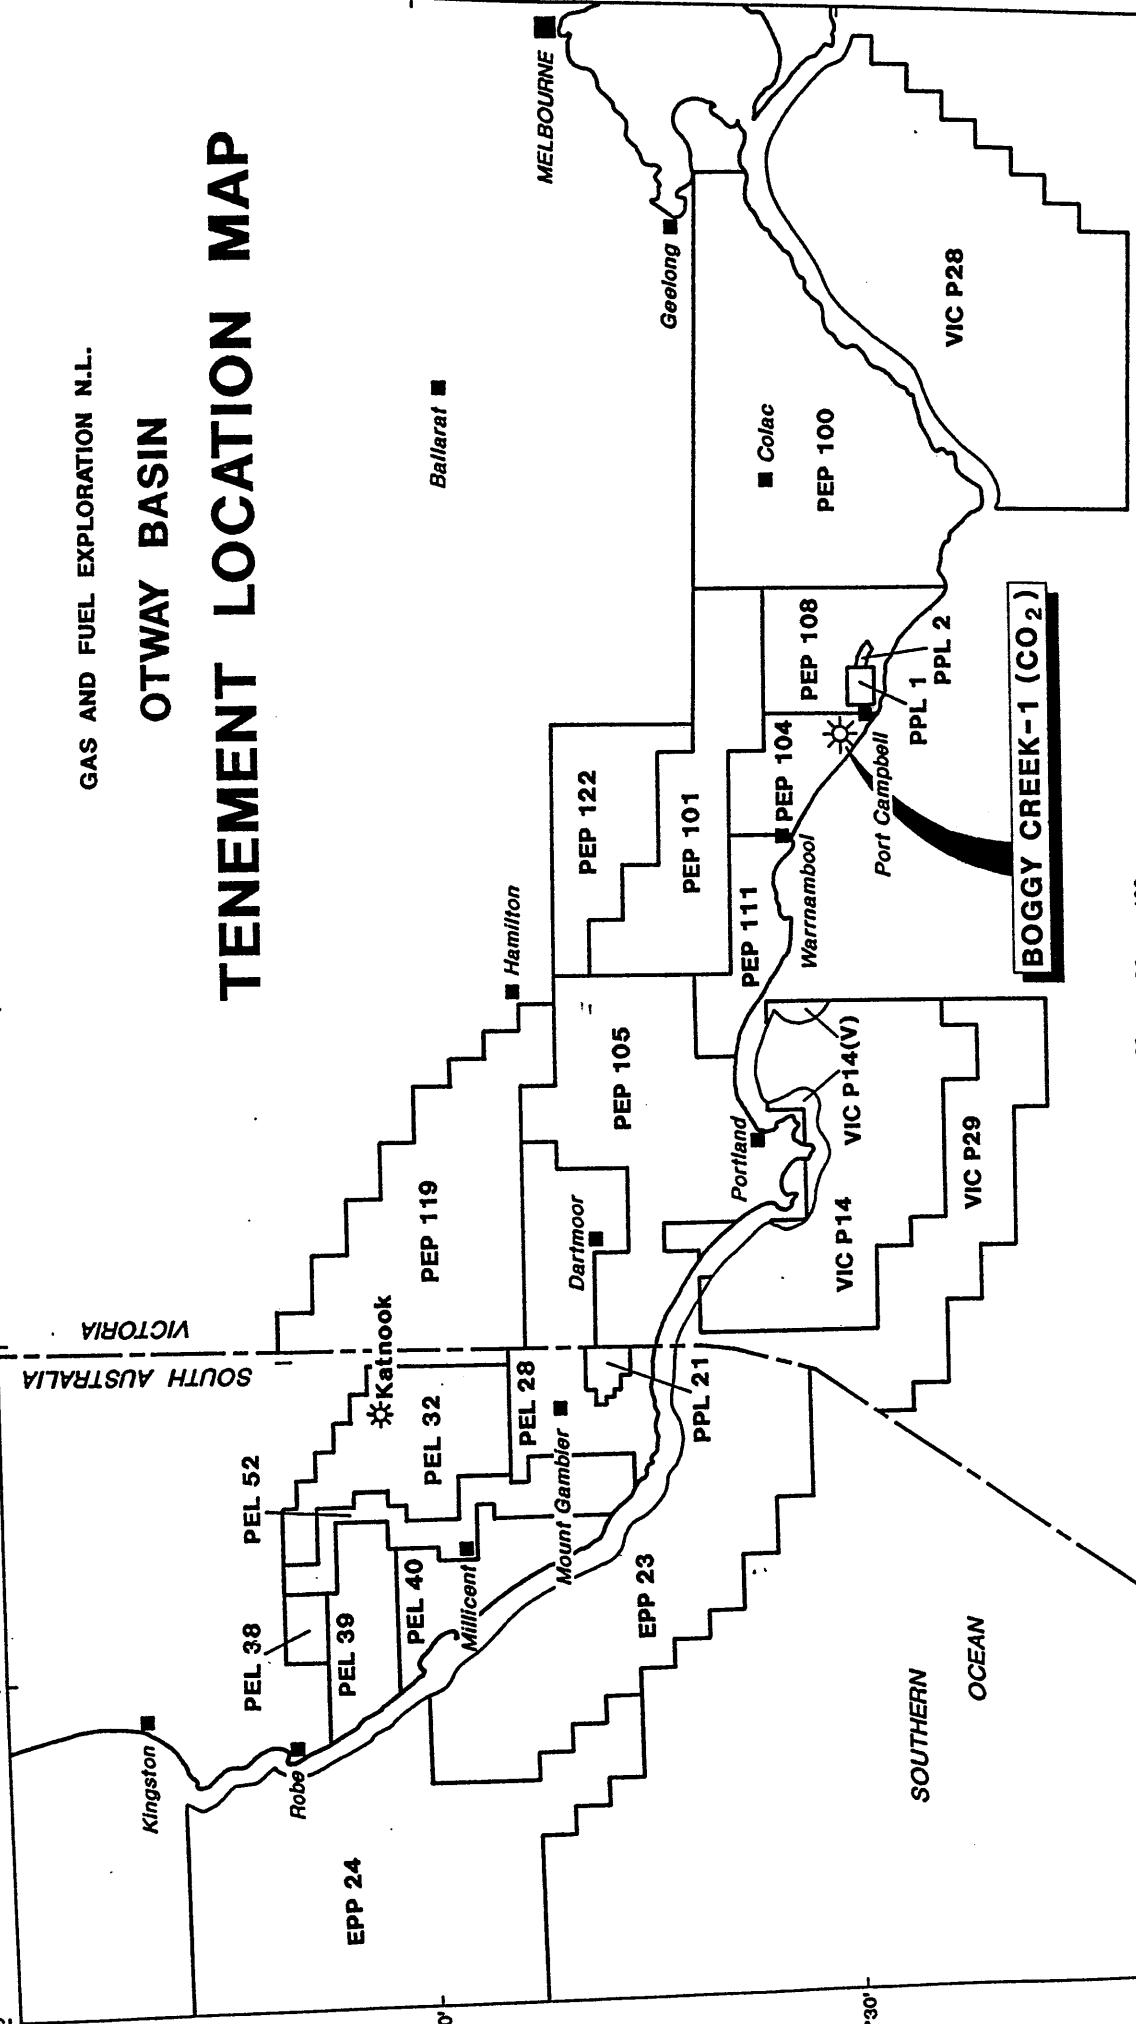 GAS AND FUEL EXPLORATION N.L.
OTWAY BASIN
TENEMENT LOCATION MAP
SOUTH AUSTRALIA
VICTORIA
Kingston
Robe
Millicent
Mount Gambier
Katnook
Dartmoor
Portland
Hamilton
Warrnambool
Port Campbell
Ballarat
Colac
Geelong
MELBOURNE
PEL 38
PEL 52
PEL 39
PEL 40
PEL 32
PEL 28
PPL 21
EPP 24
EPP 23
PEP 119
PEP 105
PEP 122
PEP 101
PEP 111
PEP 104
PEP 108
PPL 1
PPL 2
PEP 100
VIC P14
VIC P14(V)
VIC P29
VIC P28
BOGGY CREEK-1 (CO2)
SOUTHERN
OCEAN
30'